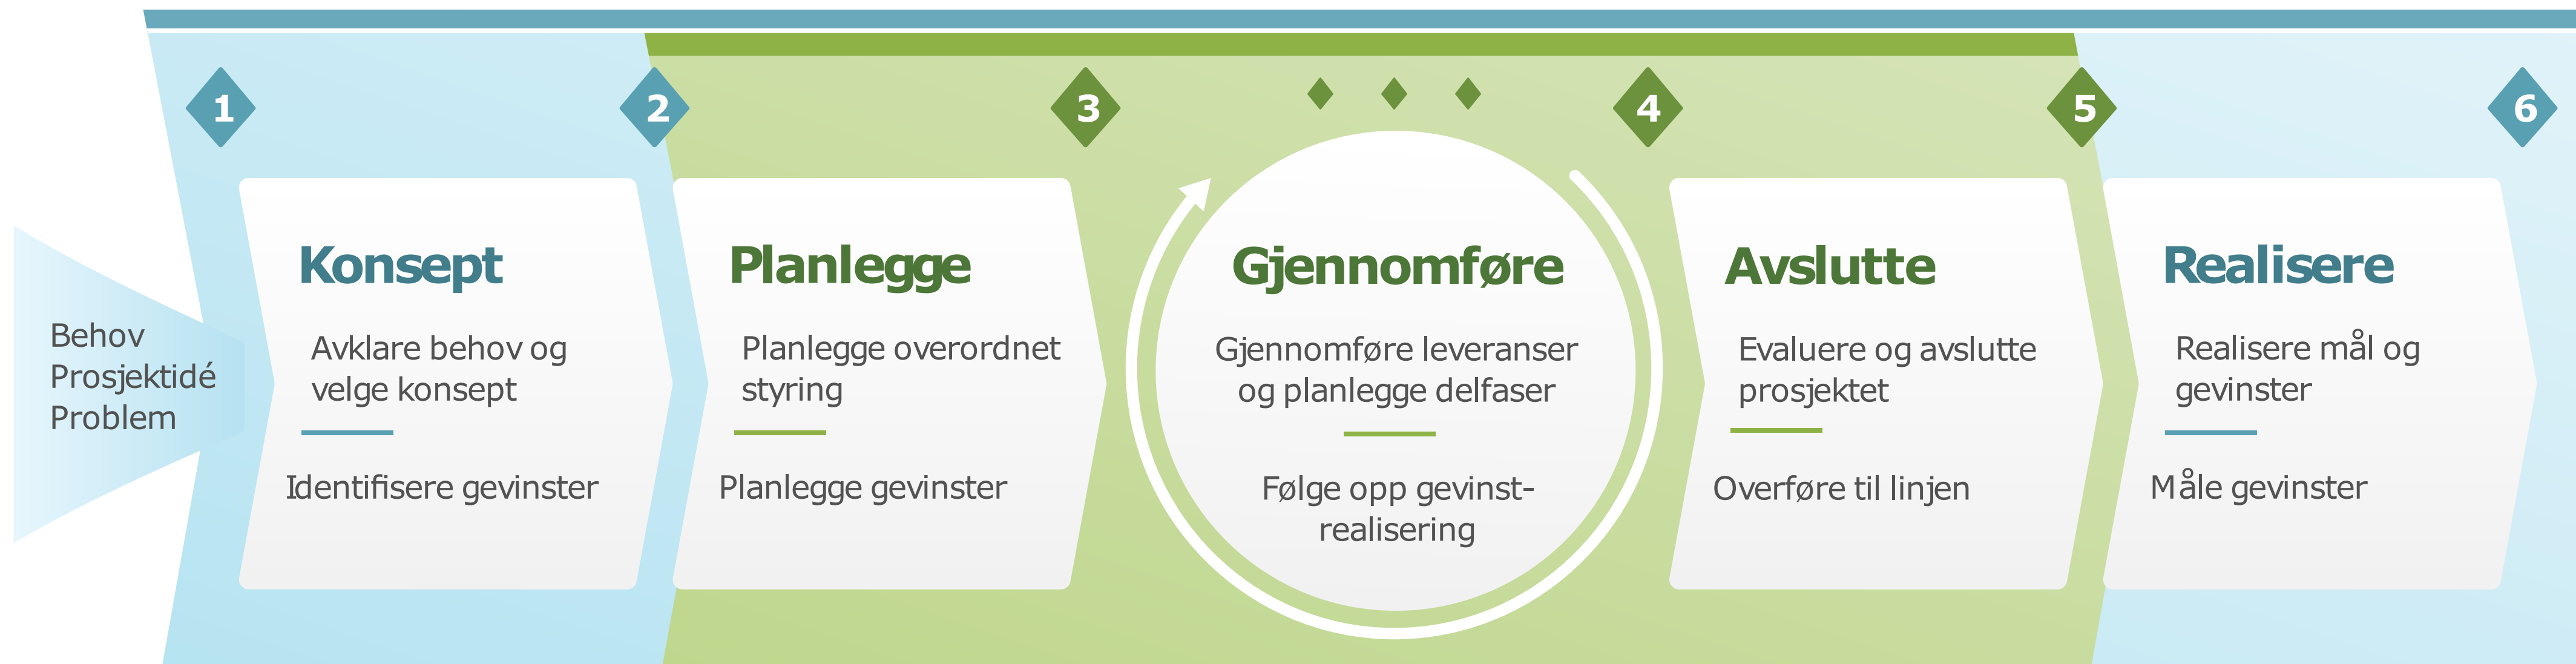 1
2
3
4
5
6
Behov
Prosjektidé
Problem
Konsept
Avklare behov og
velge konsept
Identifisere gevinster
Planlegge
Planlegge overordnet
styring
Planlegge gevinster
Gjennomføre
Gjennomføre leveranser
og planlegge delfaser
Følge opp gevinst-
realisering
Avslutte
Evaluere og avslutte
prosjektet
Overføre til linjen
Realisere
Realisere mål og
gevinster
Måle gevinster